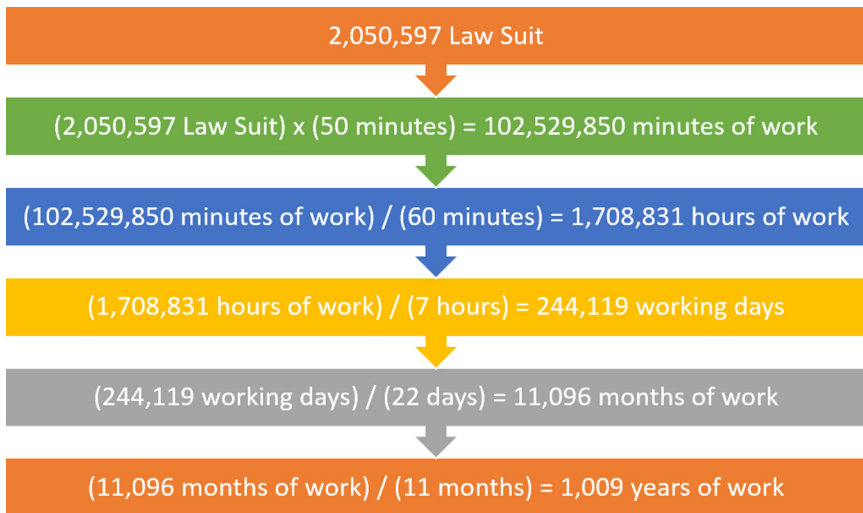 2,050,597 Law Suit
(2,050,597 Law Suit) x (50 minutes) = 102,529,850 minutes of work
(102,529,850 minutes of work) / (60 minutes) = 1,708,831 hours of work
(1,708,831 hours of work) / (7 hours) = 244,119 working days
(244,119 working days) / (22 days) = 11,096 months of work
(11,096 months of work) / (11 months) = 1,009 years of work